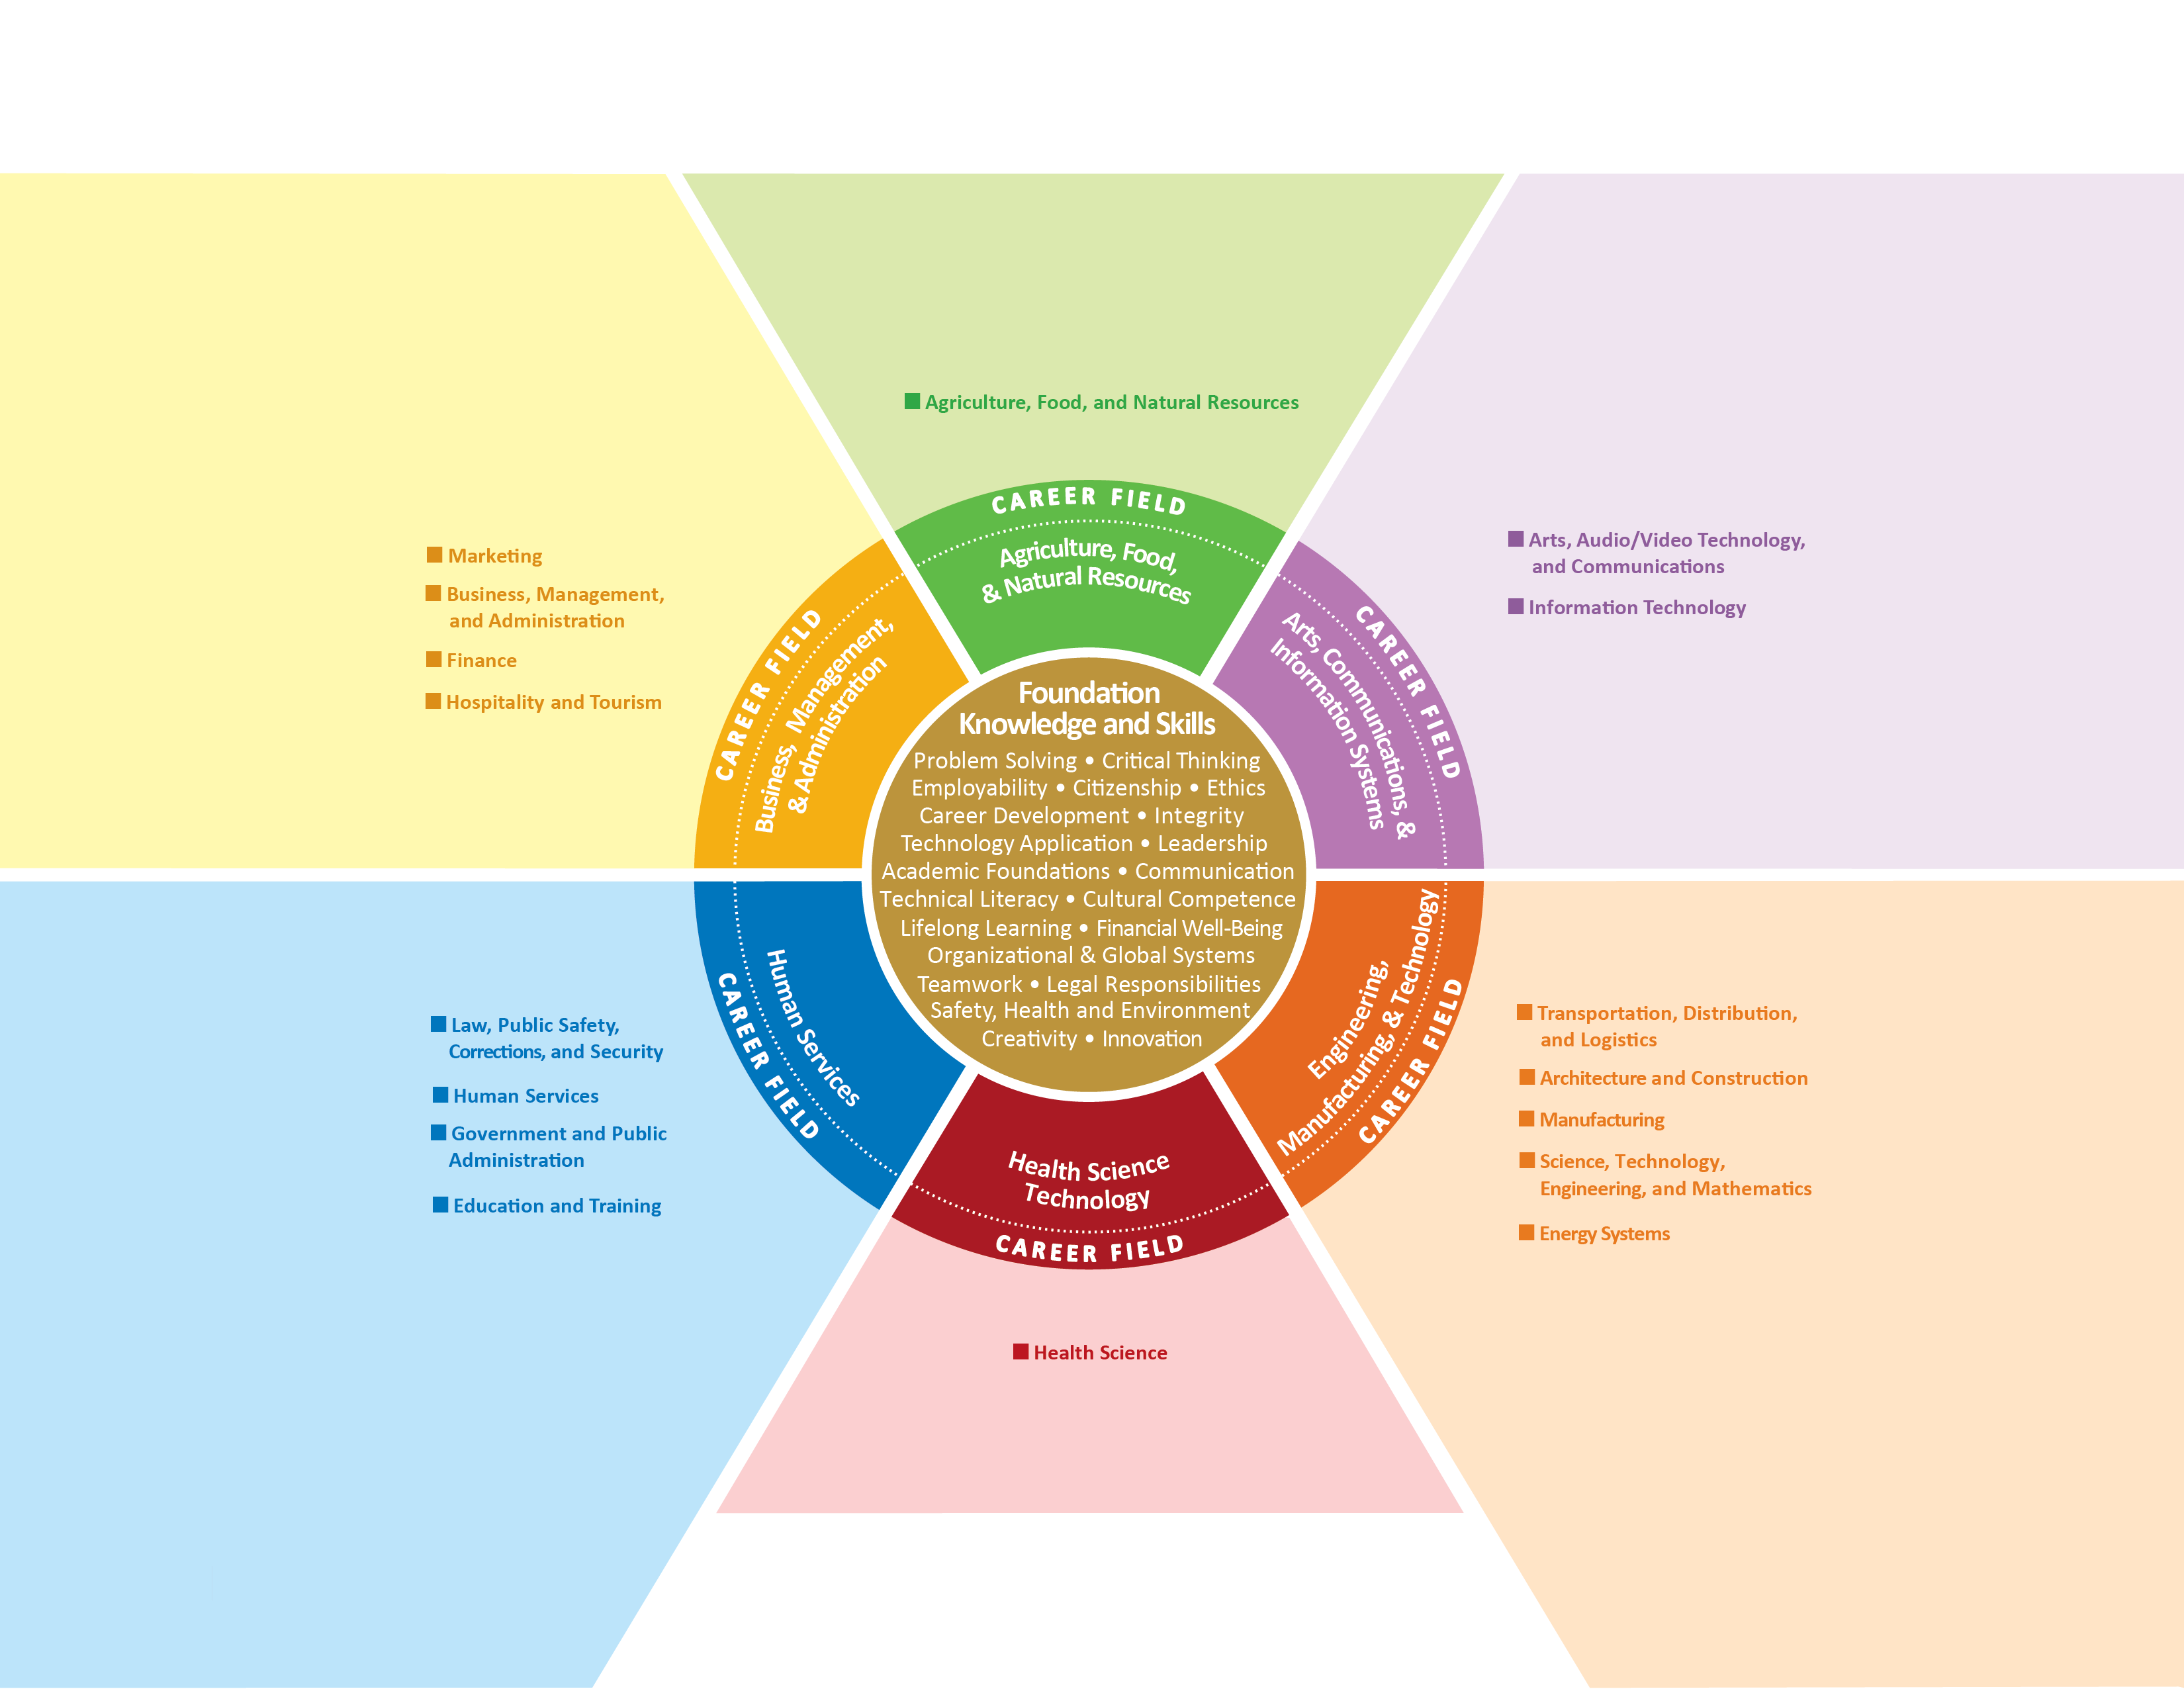 Agriculture, Food, and Natural Resources
CAREER FIELD
Agriculture, Food,
& Natural Resources
Marketing
Business, Management,
and Administration
Finance
Hospitality and Tourism
CAREER FIELD
Business, Management,
& Administration
Arts, Audio/Video Technology,
and Communications
Information Technology
CAREER FIELD
Arts, Communications, &
Information Systems
Foundation
Knowledge and Skills
Problem Solving • Critical Thinking
Employability • Citizenship • Ethics
Career Development • Integrity
Technology Application • Leadership
Academic Foundations • Communication
Technical Literacy • Cultural Competence
Lifelong Learning • Financial Well-Being
Organizational & Global Systems
Teamwork • Legal Responsibilities
Safety, Health and Environment
Creativity • Innovation
Law, Public Safety,
Corrections, and Security
Human Services
Government and Public
Administration
Education and Training
Human Services
CAREER FIELD
Engineering,
Manufacturing, & Technology
CAREER FIELD
Transportation, Distribution,
and Logistics
Architecture and Construction
Manufacturing
Science, Technology,
Engineering, and Mathematics
Energy Systems
Health Science
Technology
CAREER FIELD
Health Science